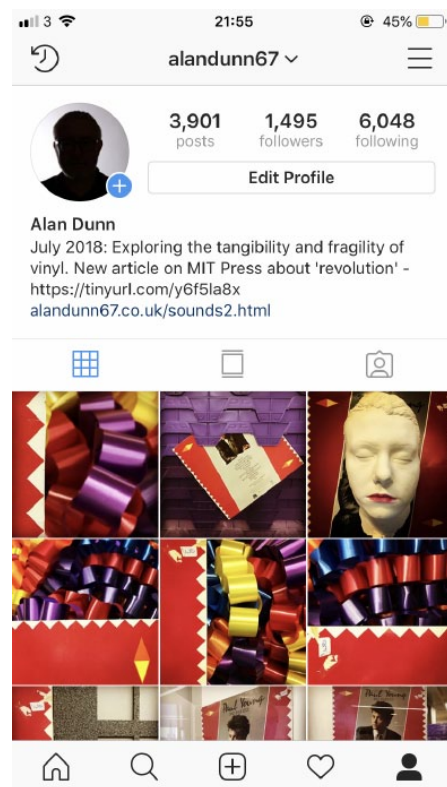 3 21:55 45%
alandunn67
3,901 1,495 6,048
posts followers following
Edit Profile
Alan Dunn
July 2018: Exploring the tangibility and fragility of
vinyl. New article on MIT Press about 'revolution' -
https://tinyurl.com/y6f5la8x
alandunn67.co.uk/sounds2.html
Paul Young Paul Young